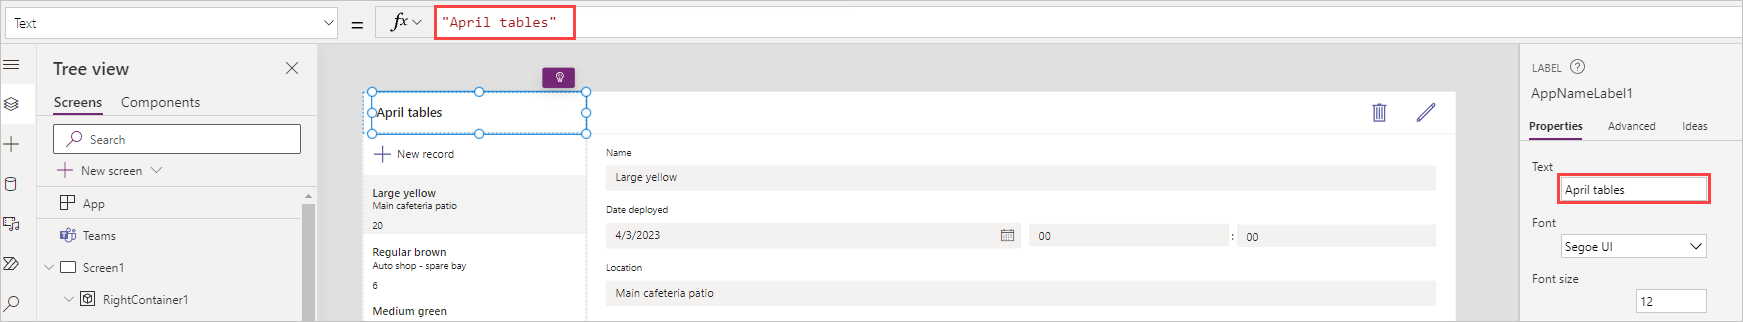 Text
=
fx
"April tables"
Tree view
Screens
Components
Search
New screen
App
Teams
Screen1
RightContainer1
April tables
New record
Large yellow
Main cafeteria patio
20
Regular brown
Auto shop - spare bay
6
Medium green
Name
Large yellow
Date deployed
4/3/2023
00
:
00
Location
Main cafeteria patio
LABEL ?
AppNameLabel1
Properties
Advanced
Ideas
Text
April tables
Font
Segoe UI
Font size
12